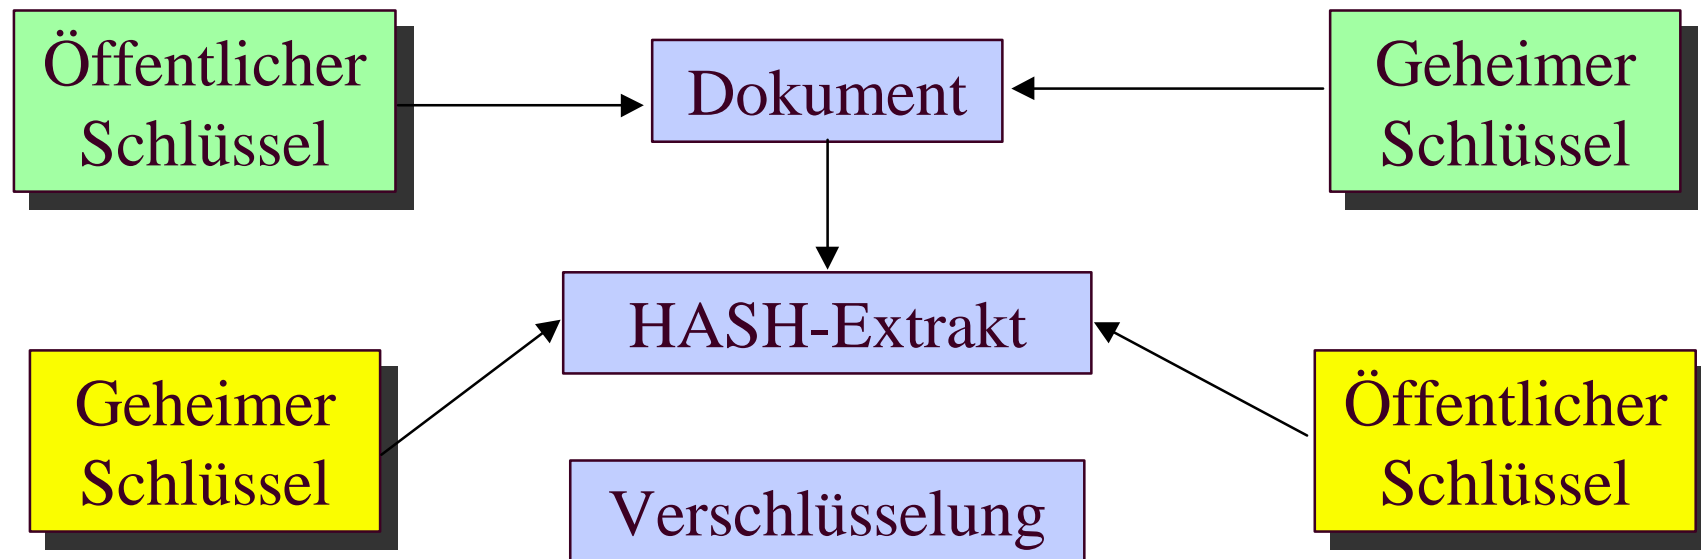 Öffentlicher
Schlüssel
Dokument
Geheimer
Schlüssel
HASH-Extrakt
Geheimer
Schlüssel
Öffentlicher
Schlüssel
Verschlüsselung